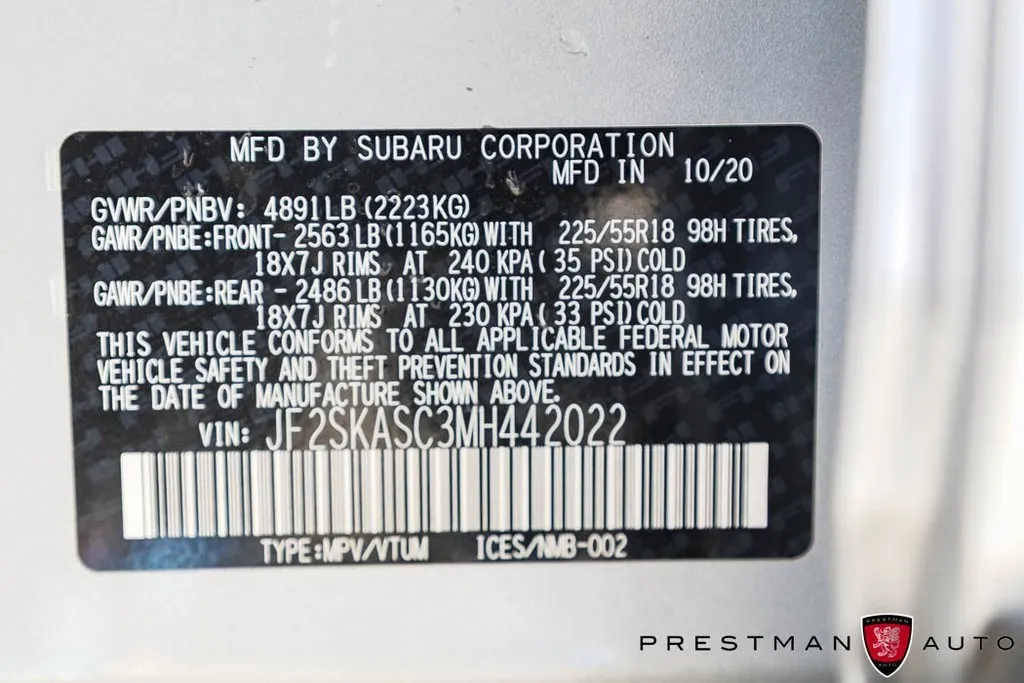 MFD BY SUBARU CORPORATION
MFD IN 10/20
GVWR/PNBV: 4891LB (2223KG)
GAWR/PNBE:FRONT- 2563LB(1165KG)WITH 225/55R18 98H TIRES,
18X7J RIMS AT 240 KPA( 35 PSI)COLD
GAWR/PNBE:REAR - 2486LB(1130KG)WITH 225/55R18 98H TIRES,
18X7J RIMS AT 230 KPA( 33 PSI)COLD
THIS VEHICLE CONFORMS TO ALL APPLICABLE FEDERAL MOTOR
VEHICLE SAFETY AND THEFT PREVENTION STANDARDS IN EFFECT ON
THE DATE OF MANUFACTURE SHOWN ABOVE.
VIN: JF2SKASC3MH442022
TYPE:MPV/VTUM ICES/NMB-002
PRESTMAN AUTO
PRESTMAN
AUTO